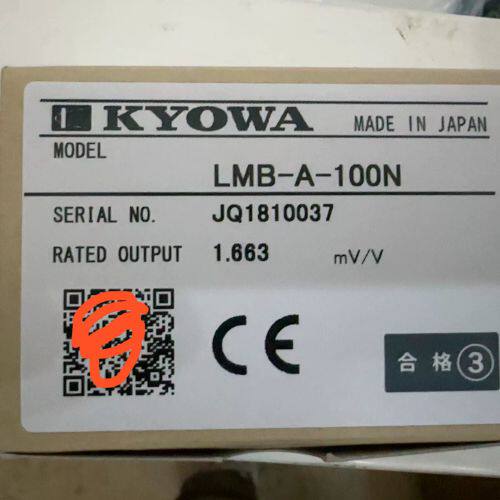 KYOWA MADE IN JAPAN
MODEL
LMB-A-100N
SERIAL NO. JQ1810037
RATED OUTPUT 1.663 mV/V
CE
合格③